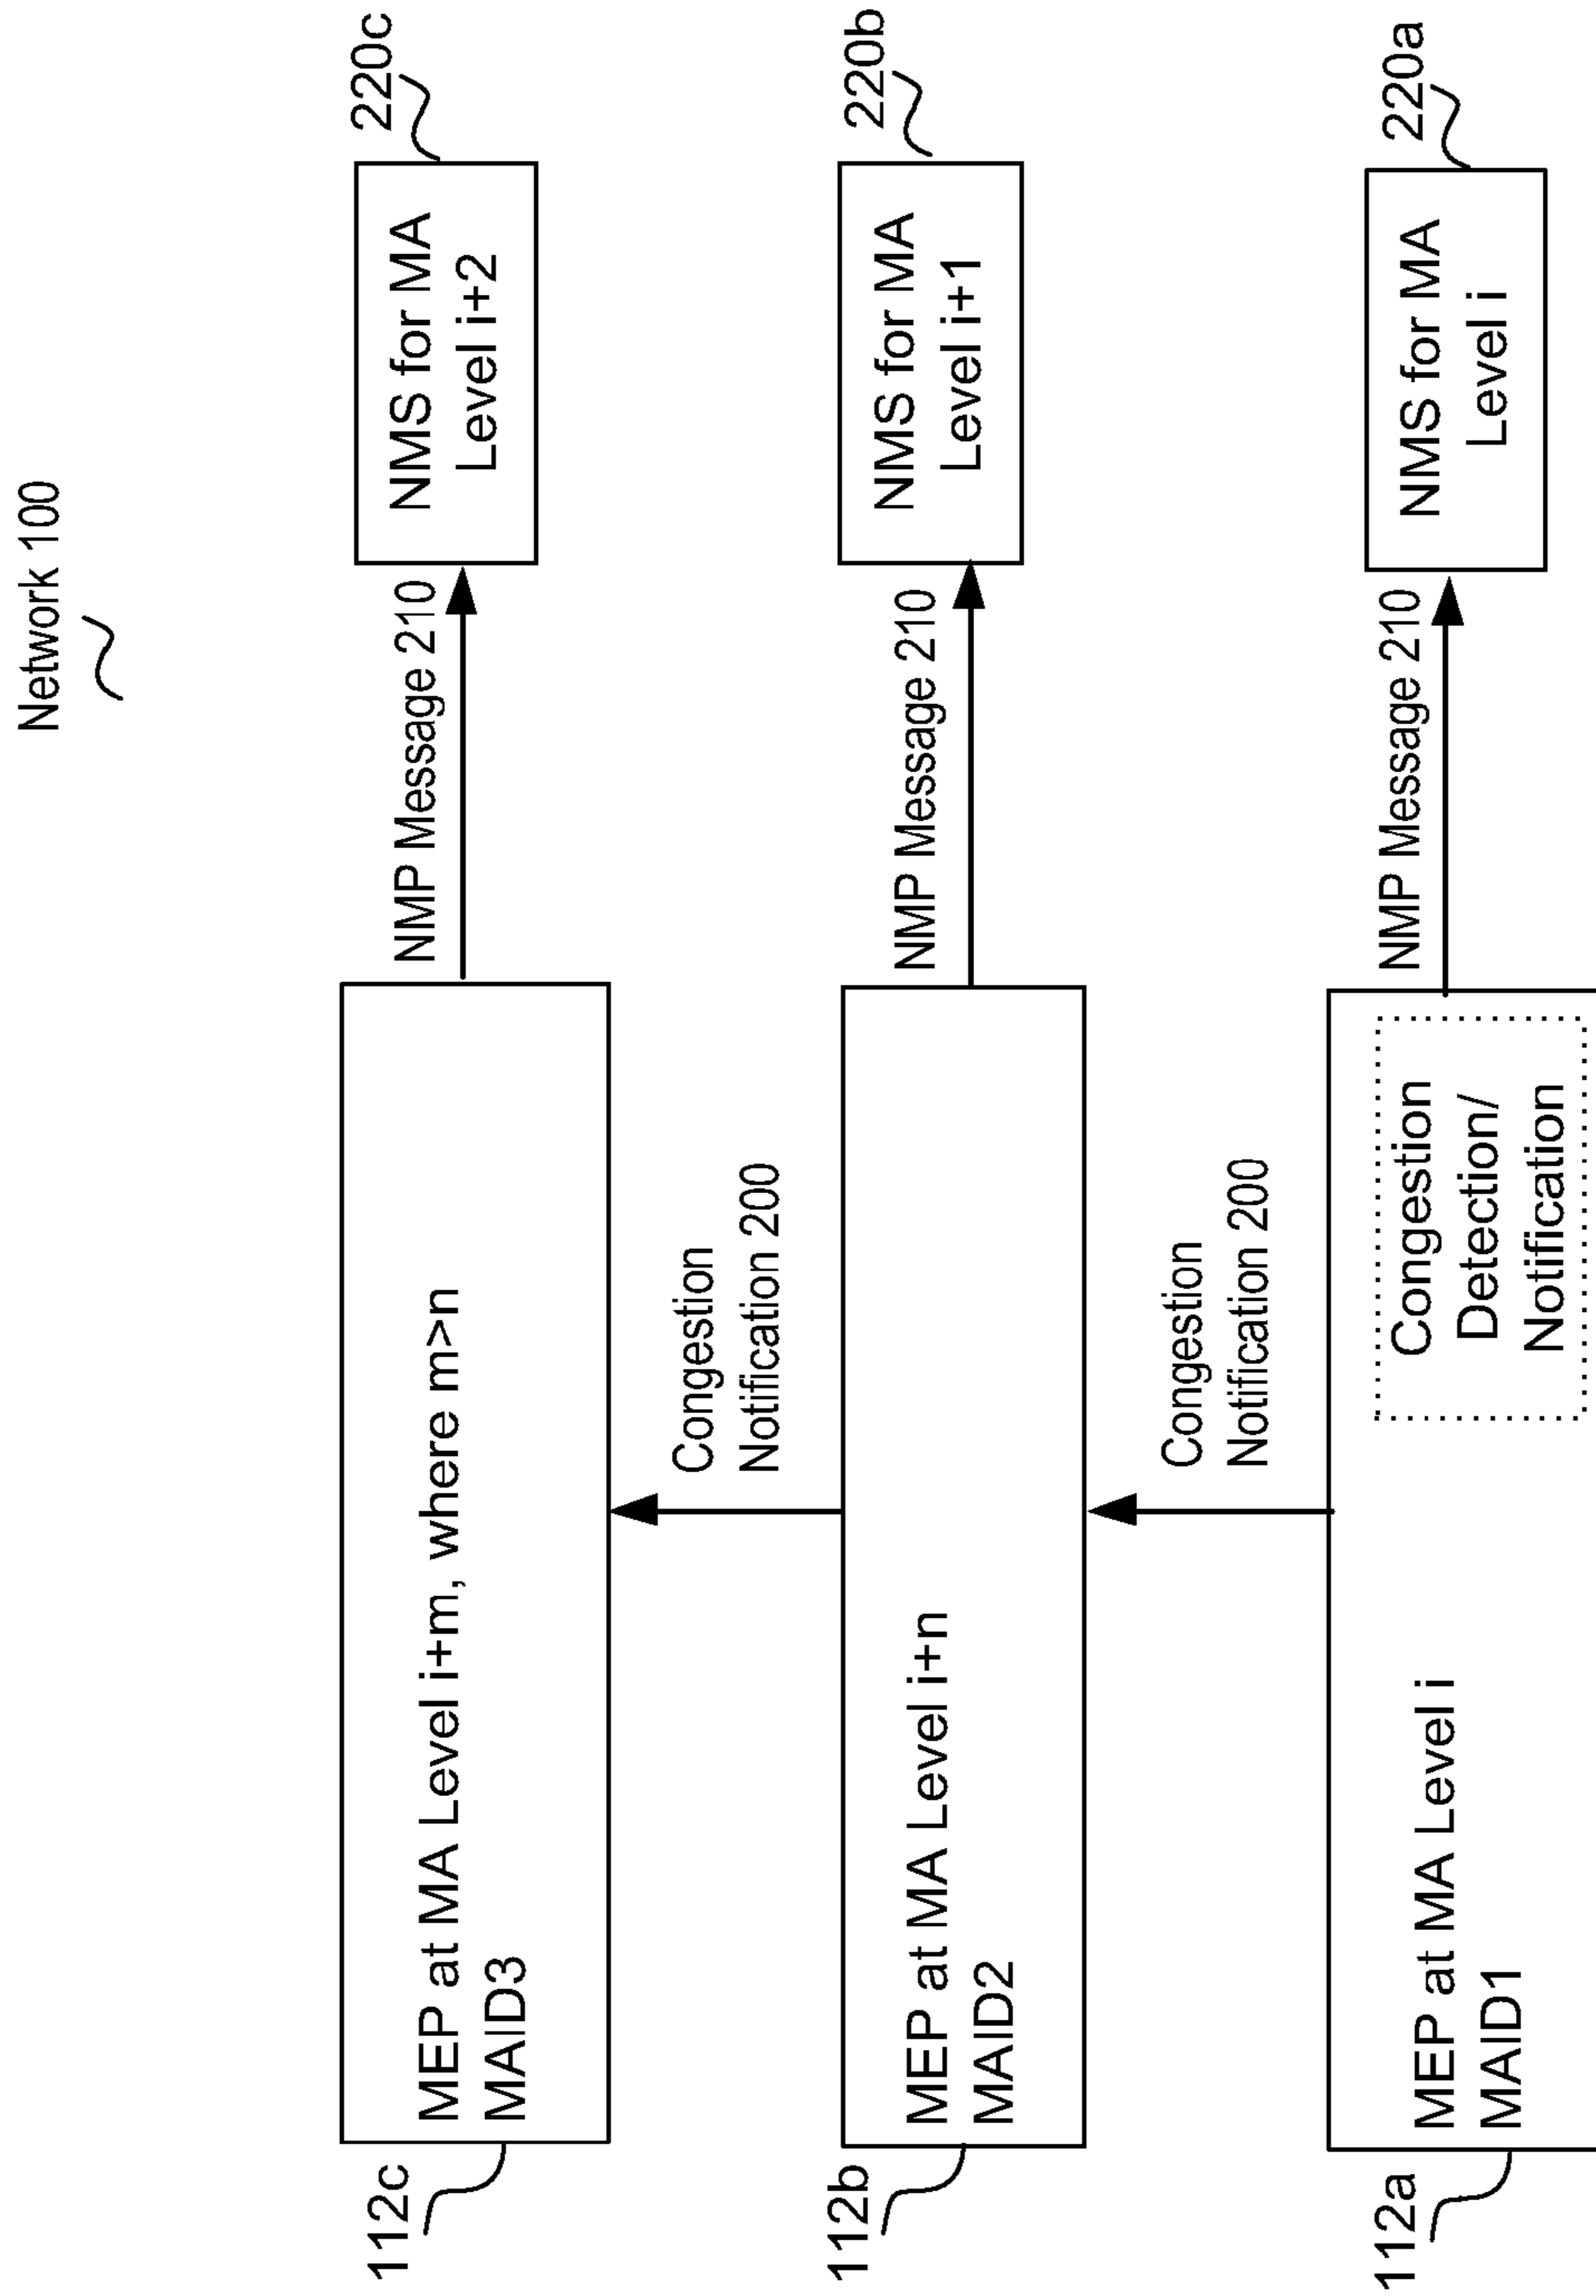 Network 100
112c
MEP at MA Level i+m, where m>n
MAID3
NMP Message 210
NMS for MA
Level i+2
220c
Congestion
Notification 200
112b
MEP at MA Level i+n
MAID2
NMP Message 210
NMS for MA
Level i+1
220b
Congestion
Notification 200
112a
MEP at MA Level i
MAID1
Congestion
Detection/
Notification
NMP Message 210
NMS for MA
Level i
220a